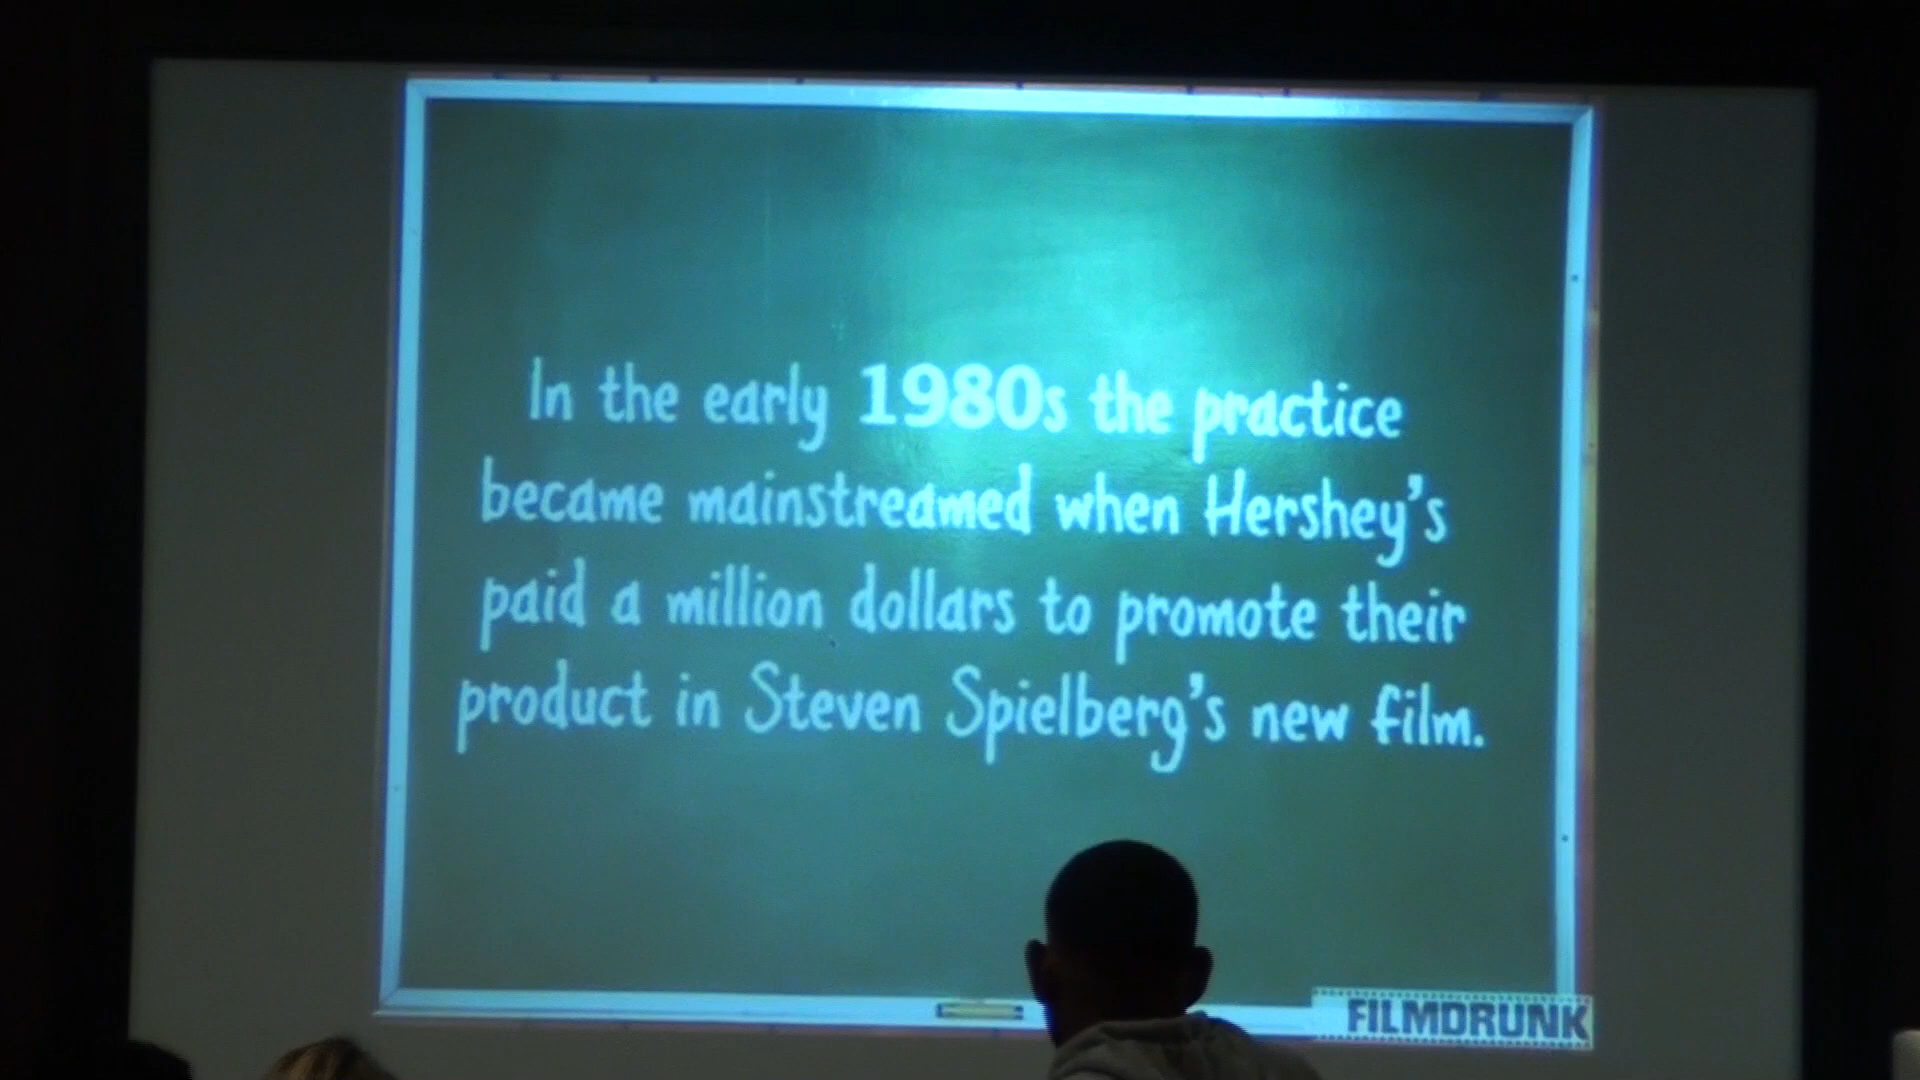 In the early 1980s the practice
became mainstreamed when Hershey's
paid a million dollars to promote their
product in Steven Spielberg's new film.
FILMDRUNK